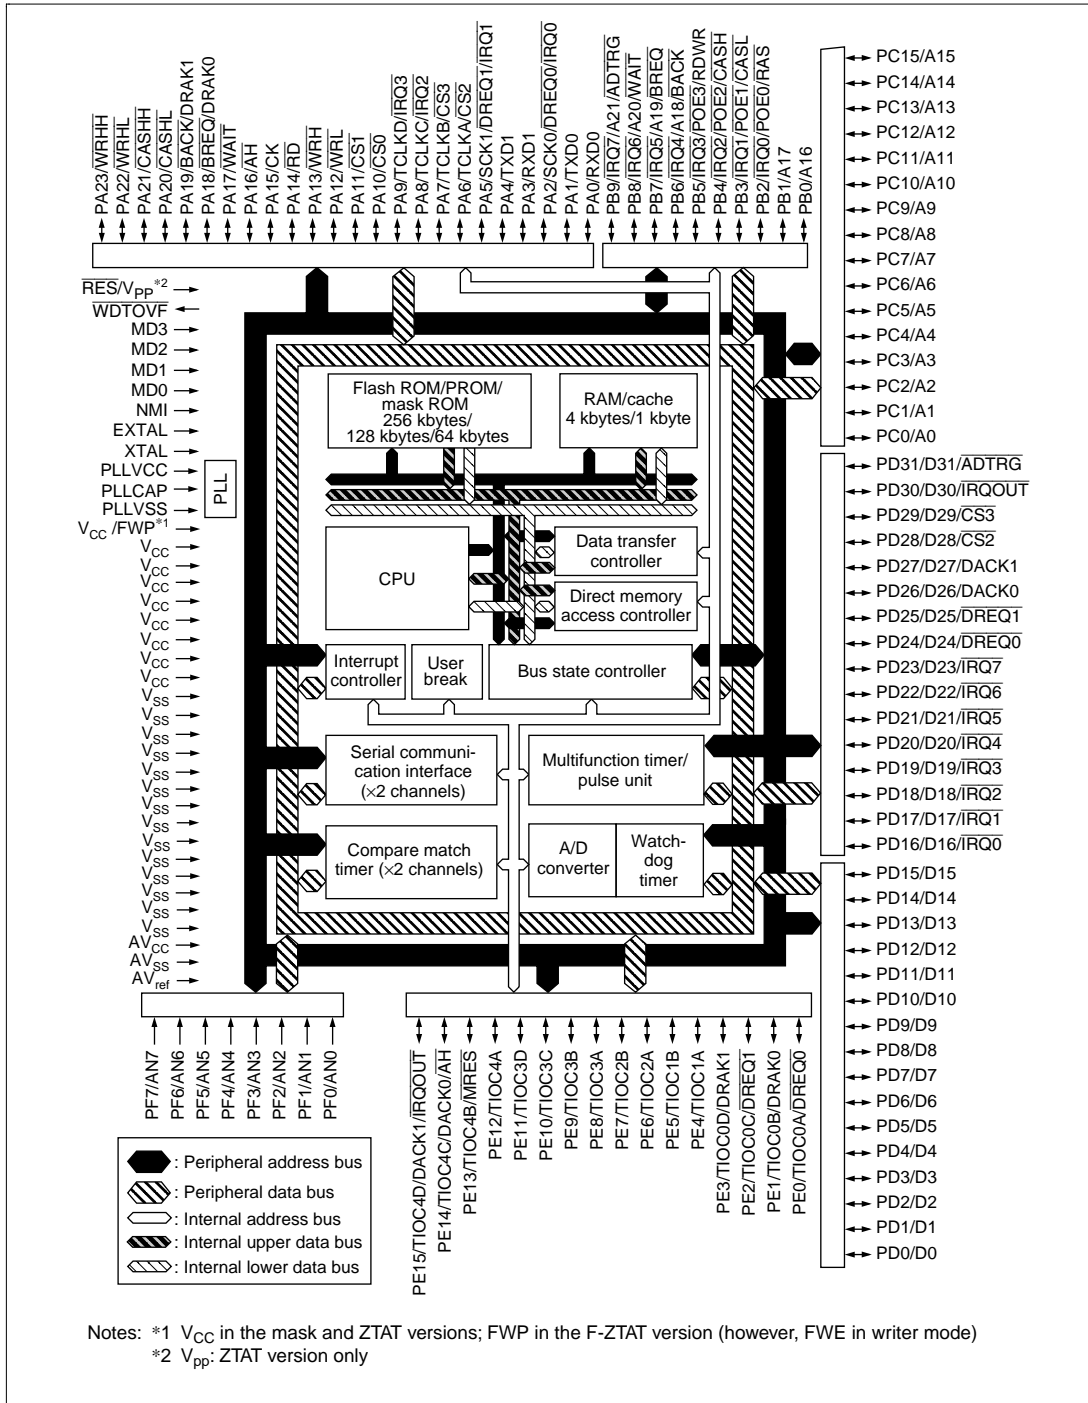 PA23/WRHH
PA22/WRHL
PA21/CASHH
PA20/CASHL
PA19/BACK/DRAK1
PA18/BREQ/DRAK0
PA17/WAIT
PA16/AH
PA15/CK
PA14/RD
PA13/WRH
PA12/WRL
PA11/CS1
PA10/CS0
PA9/TCLKD/IRQ3
PA8/TCLKC/IRQ2
PA7/TCLKB/CS3
PA6/TCLKA/CS2
PA5/SCK1/DREQ1/IRQ1
PA4/TXD1
PA3/RXD1
PA2/SCK0/DREQ0/IRQ0
PA1/TXD0
PA0/RXD0
PB9/IRQ7/A21/ADTRG
PB8/IRQ6/A20/WAIT
PB7/IRQ5/A19/BREQ
PB6/IRQ4/A18/BACK
PB5/IRQ3/POE3/RDWR
PB4/IRQ2/POE2/CASH
PB3/IRQ1/POE1/CASL
PB2/IRQ0/POE0/RAS
PB1/A17
PB0/A16
RES/VPP*2
WDTOVF
MD3
MD2
MD1
MD0
NMI
EXTAL
XTAL
PLLVCC
PLLCAP
PLLVSS
PLL
VCC /FWP*1
VCC
VCC
VCC
VCC
VCC
VCC
VCC
VCC
VSS
VSS
VSS
VSS
VSS
VSS
VSS
VSS
VSS
VSS
VSS
VSS
VSS
AVCC
AVSS
AVref
Flash ROM/PROM/
mask ROM
256 kbytes/
128 kbytes/64 kbytes
RAM/cache
4 kbytes/1 kbyte
CPU
Data transfer
controller
Direct memory
access controller
Interrupt
controller
User
break
Bus state controller
Serial communi-
cation interface
(×2 channels)
Multifunction timer/
pulse unit
Compare match
timer (×2 channels)
A/D
converter
Watch-
dog
timer
PC15/A15
PC14/A14
PC13/A13
PC12/A12
PC11/A11
PC10/A10
PC9/A9
PC8/A8
PC7/A7
PC6/A6
PC5/A5
PC4/A4
PC3/A3
PC2/A2
PC1/A1
PC0/A0
PD31/D31/ADTRG
PD30/D30/IRQOUT
PD29/D29/CS3
PD28/D28/CS2
PD27/D27/DACK1
PD26/D26/DACK0
PD25/D25/DREQ1
PD24/D24/DREQ0
PD23/D23/IRQ7
PD22/D22/IRQ6
PD21/D21/IRQ5
PD20/D20/IRQ4
PD19/D19/IRQ3
PD18/D18/IRQ2
PD17/D17/IRQ1
PD16/D16/IRQ0
PD15/D15
PD14/D14
PD13/D13
PD12/D12
PD11/D11
PD10/D10
PD9/D9
PD8/D8
PD7/D7
PD6/D6
PD5/D5
PD4/D4
PD3/D3
PD2/D2
PD1/D1
PD0/D0
PF7/AN7
PF6/AN6
PF5/AN5
PF4/AN4
PF3/AN3
PF2/AN2
PF1/AN1
PF0/AN0
PE15/TIOC4D/DACK1/IRQOUT
PE14/TIOC4C/DACK0/AH
PE13/TIOC4B/MRES
PE12/TIOC4A
PE11/TIOC3D
PE10/TIOC3C
PE9/TIOC3B
PE8/TIOC3A
PE7/TIOC2B
PE6/TIOC2A
PE5/TIOC1B
PE4/TIOC1A
PE3/TIOC0D/DRAK1
PE2/TIOC0C/DREQ1
PE1/TIOC0B/DRAK0
PE0/TIOC0A/DREQ0
: Peripheral address bus
: Peripheral data bus
: Internal address bus
: Internal upper data bus
: Internal lower data bus
Notes: *1 VCC in the mask and ZTAT versions; FWP in the F-ZTAT version (however, FWE in writer mode)
*2 Vpp: ZTAT version only